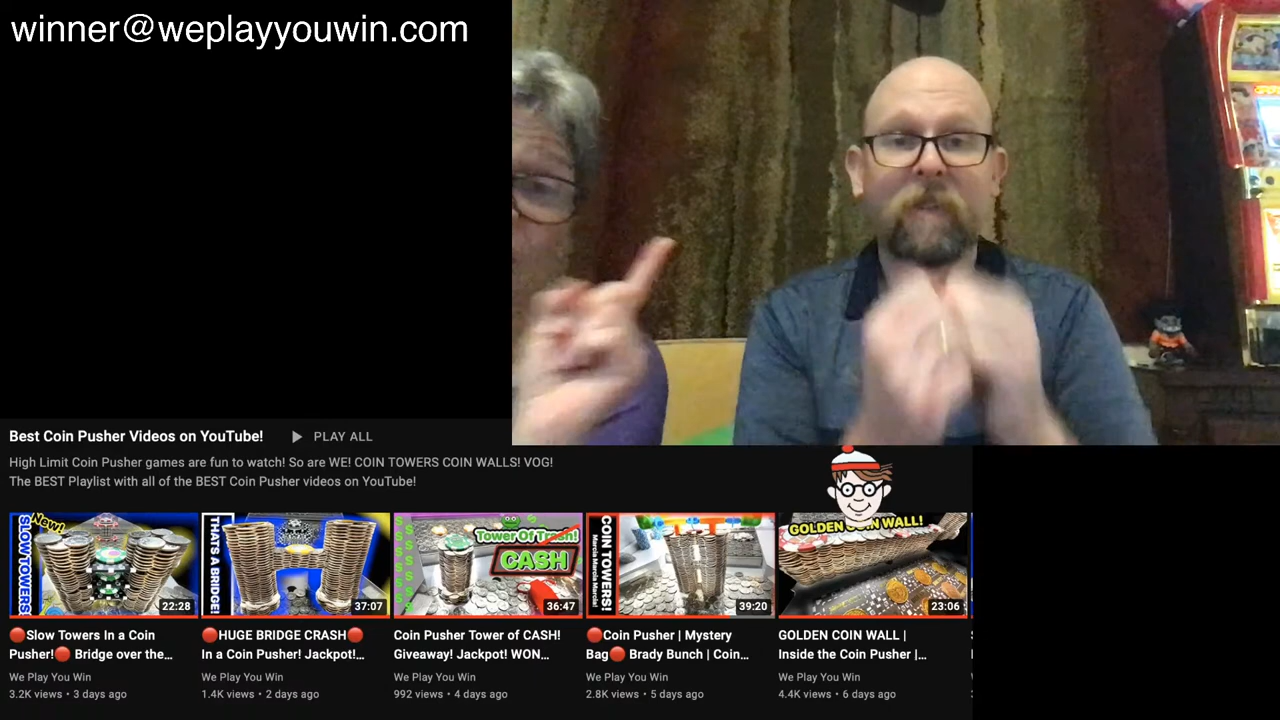 winner@weplayyouwin.com
Best Coin Pusher Videos on YouTube!
PLAY ALL
High Limit Coin Pusher games are fun to watch! So are WE! COIN TOWERS COIN WALLS! VOG!
The BEST Playlist with all of the BEST Coin Pusher videos on YouTube!
New!
SLOW TOWERS
22:28
THATS A BRIDGE!
37:07
Tower Of Trash!
CASH
36:47
COIN TOWERS!
Marcia Marcia Marcia!
39:20
GOLDEN COIN WALL!
23:06
🔴Slow Towers In a Coin
Pusher!🔴 Bridge over the...
We Play You Win
3.2K views • 3 days ago
🔴HUGE BRIDGE CRASH🔴
In a Coin Pusher! Jackpot!...
We Play You Win
1.4K views • 2 days ago
Coin Pusher Tower of CASH!
Giveaway! Jackpot! WON...
We Play You Win
992 views • 4 days ago
🔴Coin Pusher | Mystery
Bag🔴 Brady Bunch | Coin...
We Play You Win
2.8K views • 5 days ago
GOLDEN COIN WALL |
Inside the Coin Pusher |...
We Play You Win
4.4K views • 6 days ago